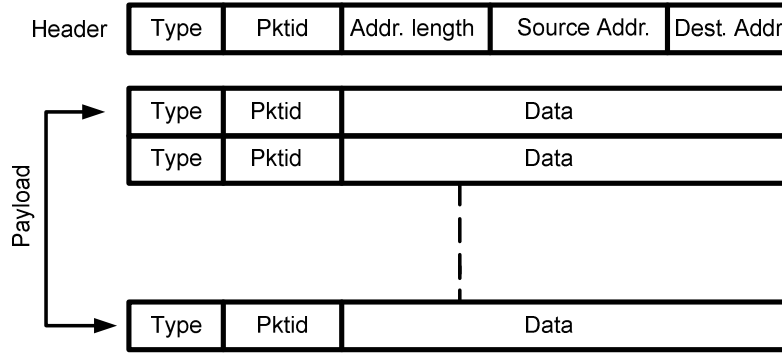 Header Type Pktid Addr. length Source Addr. Dest. Addr
Type Pktid Data
Type Pktid Data
Payload
Type Pktid Data